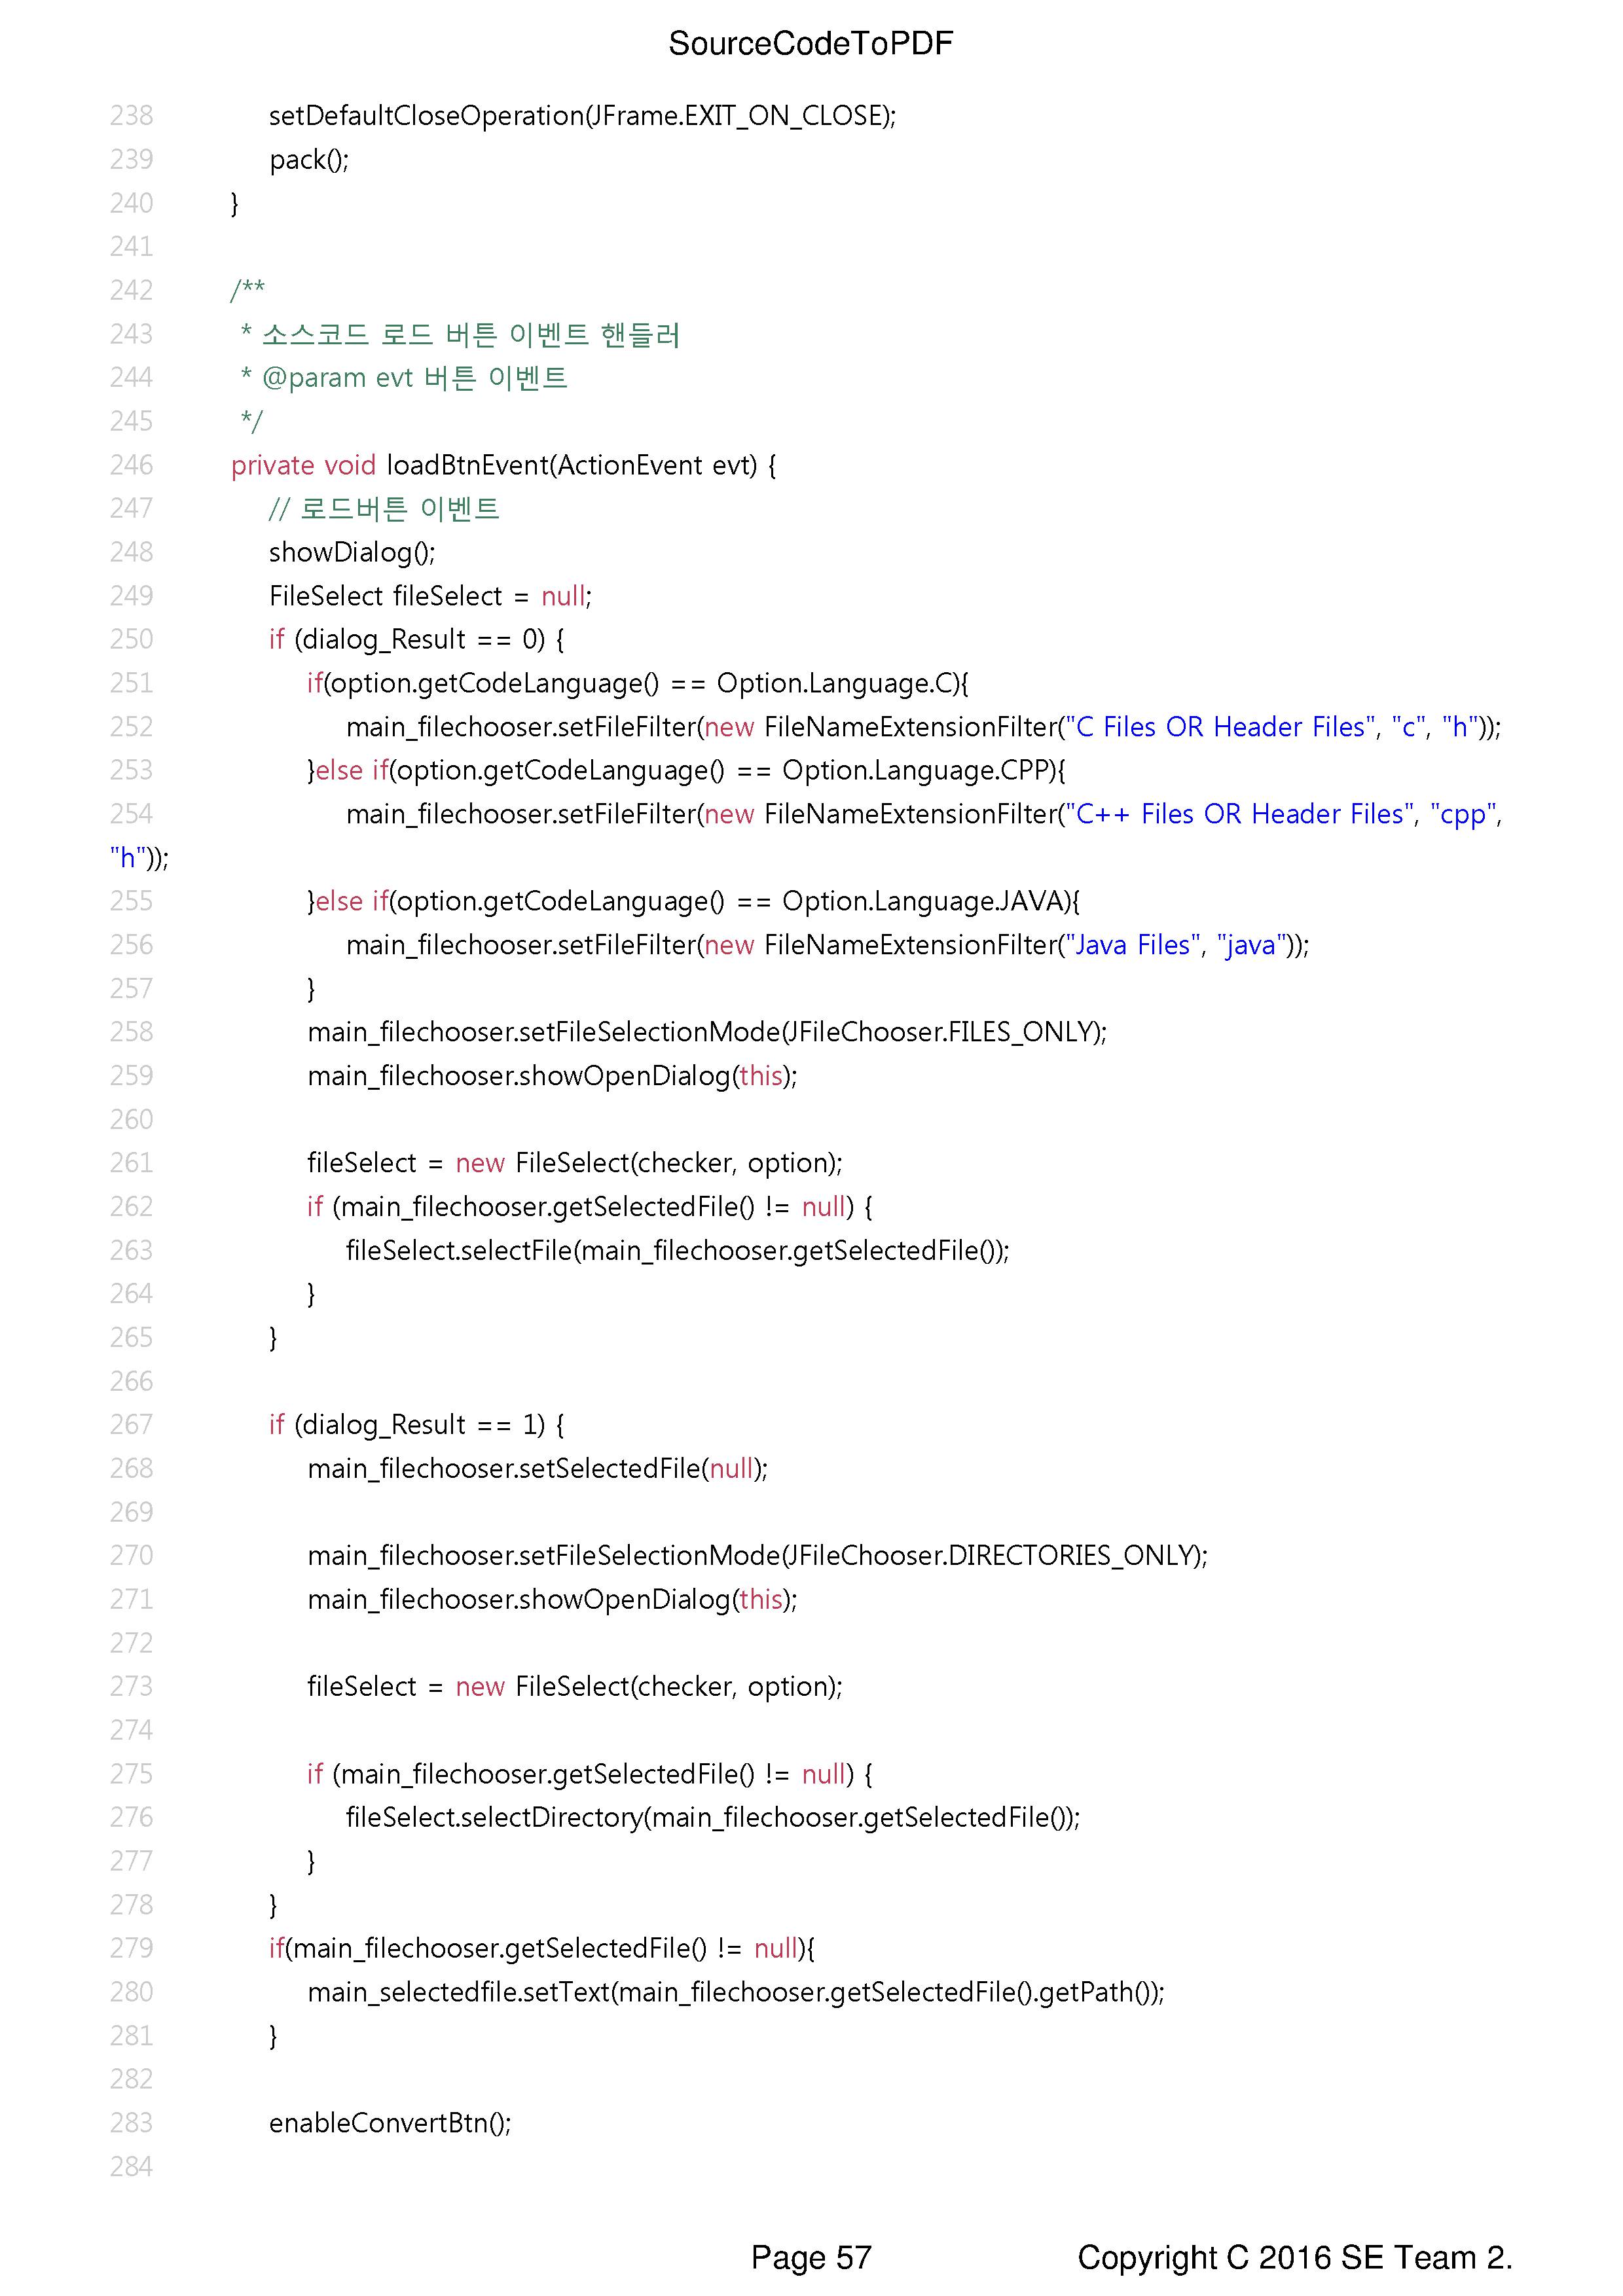 SourceCodeToPDF
238 setDefaultCloseOperation(JFrame.EXIT_ON_CLOSE);
239 pack();
240 }
241
242 /**
243 * 소스코드 로드 버튼 이벤트 핸들러
244 * @param evt 버튼 이벤트
245 */
246 private void loadBtnEvent(ActionEvent evt) {
247 // 로드버튼 이벤트
248 showDialog();
249 FileSelect fileSelect = null;
250 if (dialog_Result == 0) {
251 if(option.getCodeLanguage() == Option.Language.C){
252 main_filechooser.setFileFilter(new FileNameExtensionFilter("C Files OR Header Files", "c", "h"));
253 }else if(option.getCodeLanguage() == Option.Language.CPP){
254 main_filechooser.setFileFilter(new FileNameExtensionFilter("C++ Files OR Header Files", "cpp",
"h"));
255 }else if(option.getCodeLanguage() == Option.Language.JAVA){
256 main_filechooser.setFileFilter(new FileNameExtensionFilter("Java Files", "java"));
257 }
258 main_filechooser.setFileSelectionMode(JFileChooser.FILES_ONLY);
259 main_filechooser.showOpenDialog(this);
260
261 fileSelect = new FileSelect(checker, option);
262 if (main_filechooser.getSelectedFile() != null) {
263 fileSelect.selectFile(main_filechooser.getSelectedFile());
264 }
265 }
266
267 if (dialog_Result == 1) {
268 main_filechooser.setSelectedFile(null);
269
270 main_filechooser.setFileSelectionMode(JFileChooser.DIRECTORIES_ONLY);
271 main_filechooser.showOpenDialog(this);
272
273 fileSelect = new FileSelect(checker, option);
274
275 if (main_filechooser.getSelectedFile() != null) {
276 fileSelect.selectDirectory(main_filechooser.getSelectedFile());
277 }
278 }
279 if(main_filechooser.getSelectedFile() != null){
280 main_selectedfile.setText(main_filechooser.getSelectedFile().getPath());
281 }
282
283 enableConvertBtn();
284
Page 57 Copyright C 2016 SE Team 2.